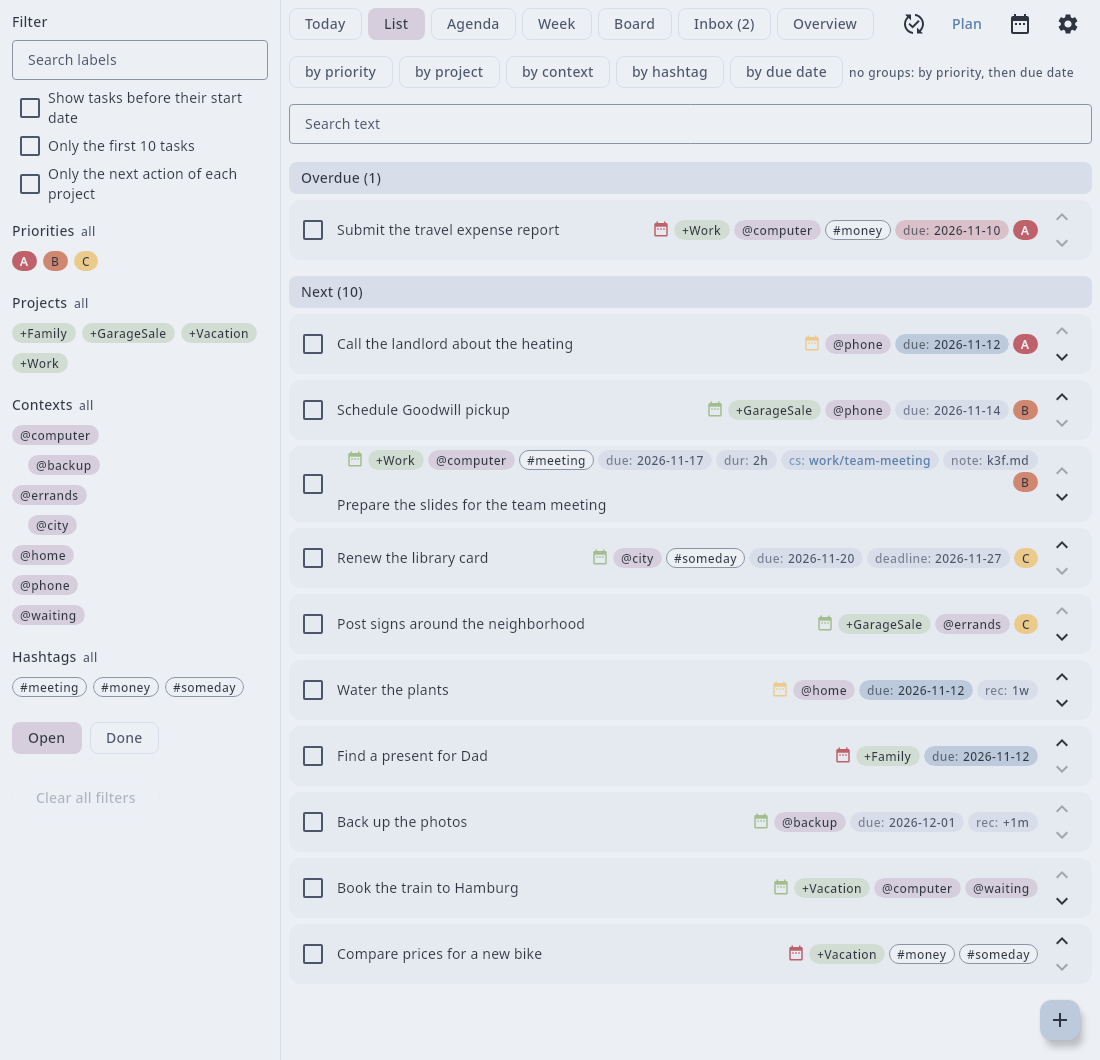 Filter
Search labels
Show tasks before their start
date
Only the first 10 tasks
Only the next action of each
project
Priorities all
A B C
Projects all
+Family +GarageSale +Vacation
+Work
Contexts all
@computer
@backup
@errands
@city
@home
@phone
@waiting
Hashtags all
#meeting #money #someday
Open Done
Clear all filters
Today List Agenda Week Board Inbox (2) Overview Plan
by priority by project by context by hashtag by due date no groups: by priority, then due date
Search text
Overdue (1)
Submit the travel expense report +Work @computer #money due: 2026-11-10 A
Next (10)
Call the landlord about the heating @phone due: 2026-11-12 A
Schedule Goodwill pickup +GarageSale @phone due: 2026-11-14 B
+Work @computer #meeting due: 2026-11-17 dur: 2h cs: work/team-meeting note: k3f.md
B
Prepare the slides for the team meeting
Renew the library card @city #someday due: 2026-11-20 deadline: 2026-11-27 C
Post signs around the neighborhood +GarageSale @errands C
Water the plants @home due: 2026-11-12 rec: 1w
Find a present for Dad +Family due: 2026-11-12
Back up the photos @backup due: 2026-12-01 rec: +1m
Book the train to Hamburg +Vacation @computer @waiting
Compare prices for a new bike +Vacation #money #someday